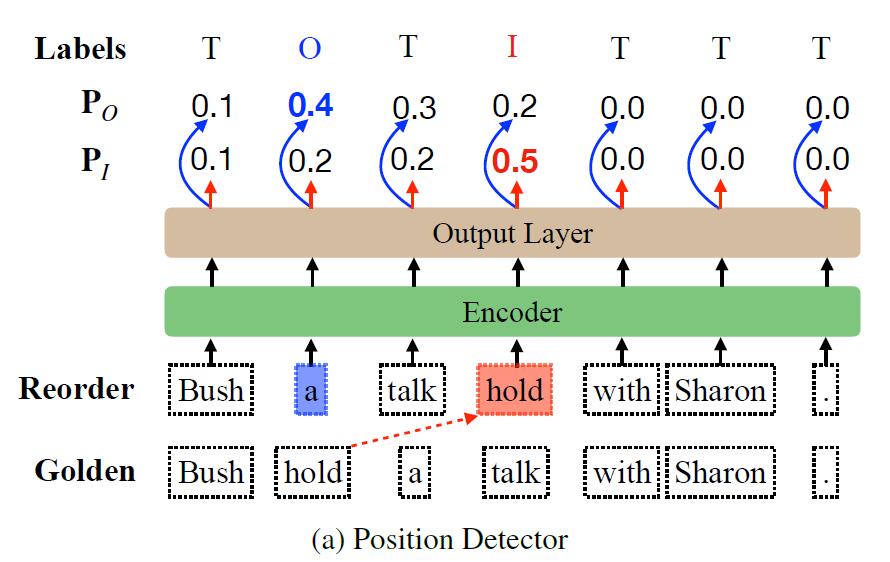 Labels T O T I T T T
P_O 0.1 0.4 0.3 0.2 0.0 0.0 0.0
P_I 0.1 0.2 0.2 0.5 0.0 0.0 0.0
Output Layer
Encoder
Reorder Bush a talk hold with Sharon .
Golden Bush hold a talk with Sharon .
(a) Position Detector